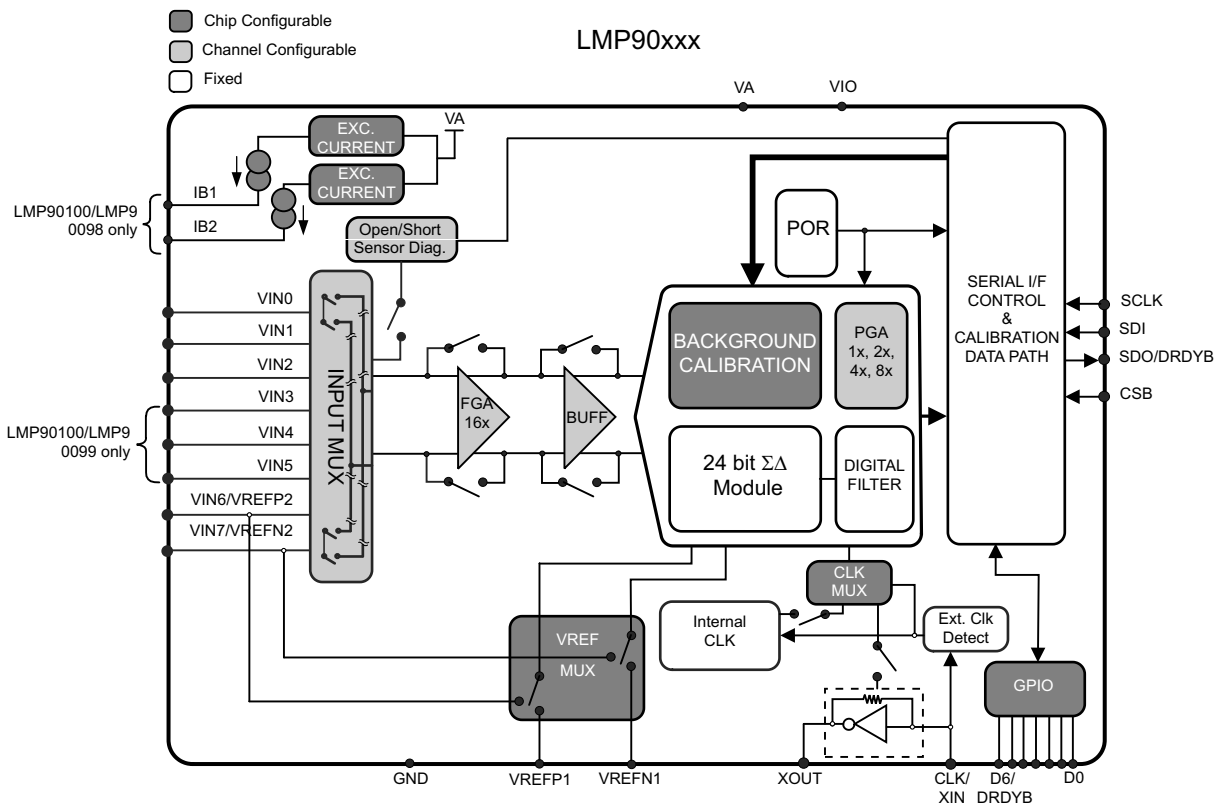 Chip Configurable
Channel Configurable
Fixed
LMP90xxx
VA
VIO
VA
EXC.
CURRENT
EXC.
CURRENT
IB1
IB2
LMP90100/LMP9
0098 only
Open/Short
Sensor Diag.
POR
SERIAL I/F
CONTROL
&
CALIBRATION
DATA PATH
SCLK
SDI
SDO/DRDYB
CSB
VIN0
VIN1
VIN2
VIN3
VIN4
VIN5
VIN6/VREFP2
VIN7/VREFN2
LMP90100/LMP9
0099 only
INPUT MUX
FGA
16x
BUFF
BACKGROUND
CALIBRATION
PGA
1x, 2x,
4x, 8x
24 bit ΣΔ
Module
DIGITAL
FILTER
CLK
MUX
Internal
CLK
Ext. Clk
Detect
VREF
MUX
GPIO
GND
VREFP1
VREFN1
XOUT
CLK/
XIN
D6/
DRDYB
D0